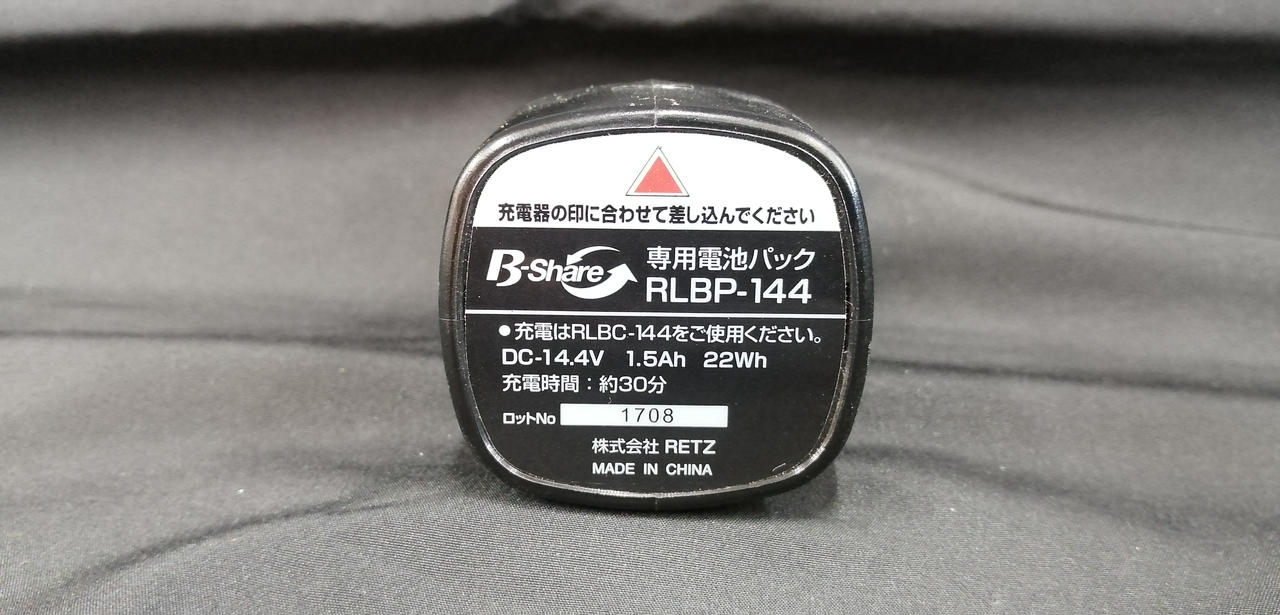 充電器の印に合わせて差し込んでください
B-Share 専用電池パック
RLBP-144
●充電はRLBC-144をご使用ください。
DC-14.4V 1.5Ah 22Wh
充電時間：約30分
ロットNo 1708
株式会社 RETZ
MADE IN CHINA